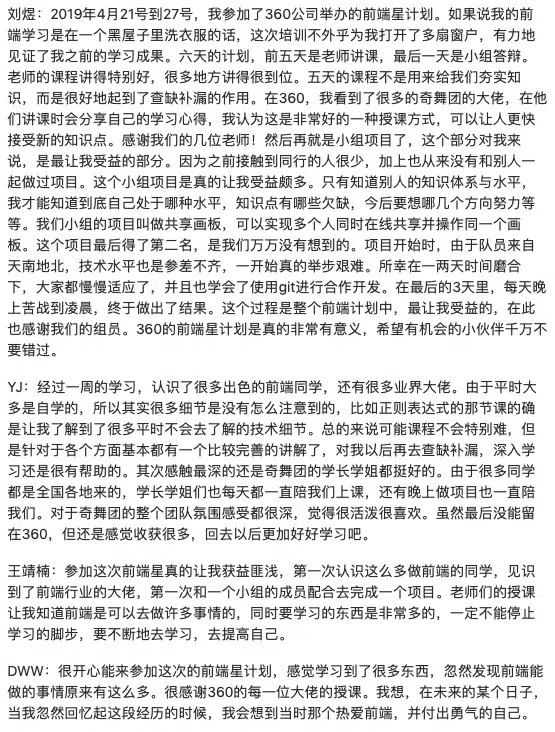 刘煜：2019年4月21号到27号，我参加了360公司举办的前端星计划。如果说我的前
端学习是在一个黑屋子里洗衣服的话，这次培训不外乎为我打开了多扇窗户，有力地
见证了我之前的学习成果。六天的计划，前五天是老师讲课，最后一天是小组答辩。
老师的课程讲得特别好，很多地方讲得很到位。五天的课程不是用来给我们夯实知
识，而是很好地起到了查缺补漏的作用。在360，我看到了很多的奇舞团的大佬，在他
们讲课时会分享自己的学习心得，我认为这是非常好的一种授课方式，可以让人更快
接受新的知识点。感谢我们的几位老师！然后再就是小组项目了，这个部分对我来
说，是最让我受益的部分。因为之前接触到同行的人很少，加上也从来没有和别人一
起做过项目。这个小组项目是真的让我受益颇多。只有知道别人的知识体系与水平，
我才能知道到底自己处于哪种水平，知识点有哪些欠缺，今后要想哪几个方向努力等
等。我们小组的项目叫做共享画板，可以实现多个人同时在线共享并操作同一个画
板。这个项目最后得了第二名，是我们万万没有想到的。项目开始时，由于队员来自
天南地北，技术水平也是参差不齐，一开始真的举步艰难。所幸在一两天时间磨合
下，大家都慢慢适应了，并且也学会了使用git进行合作开发。在最后的3天里，每天晚
上苦战到凌晨，终于做出了结果。这个过程是整个前端计划中，最让我受益的，在此
也感谢我们的组员。360的前端星计划是真的非常有意义，希望有机会的小伙伴千万不
要错过。
YJ：经过一周的学习，认识了很多出色的前端同学，还有很多业界大佬。由于平时大
多是自学的，所以其实很多细节是没有怎么注意到的，比如正则表达式的那节课的确
是让我了解到了很多平时不会去了解的技术细节。总的来说可能课程不会特别难，但
是针对于各个方面基本都有一个比较完善的讲解了，对我以后再去查缺补漏，深入学
习还是很有帮助的。其次感触最深的还是奇舞团的学长学姐都挺好的。由于很多同学
都是全国各地来的，学长学姐们也每天都一直陪我们上课，还有晚上做项目也一直陪
我们。对于奇舞团的整个团队氛围感受都很深，觉得很活泼很喜欢。虽然最后没能留
在360，但还是感觉收获很多，回去以后更加好好学习吧。
王靖楠：参加这次前端星真的让我获益匪浅，第一次认识这么多做前端的同学，见识
到了前端行业的大佬，第一次和一个小组的成员配合去完成一个项目。老师们的授课
让我知道前端是可以去做许多事情的，同时要学习的东西是非常多的，一定不能停止
学习的脚步，要不断地去学习，去提高自己。
DWW：很开心能来参加这次的前端星计划，感觉学习到了很多东西，忽然发现前端能
做的事情原来有这么多。很感谢360的每一位大佬的授课。我想，在未来的某个日子，
当我忽然回忆起这段经历的时候，我会想到当时那个热爱前端，并付出勇气的自己。